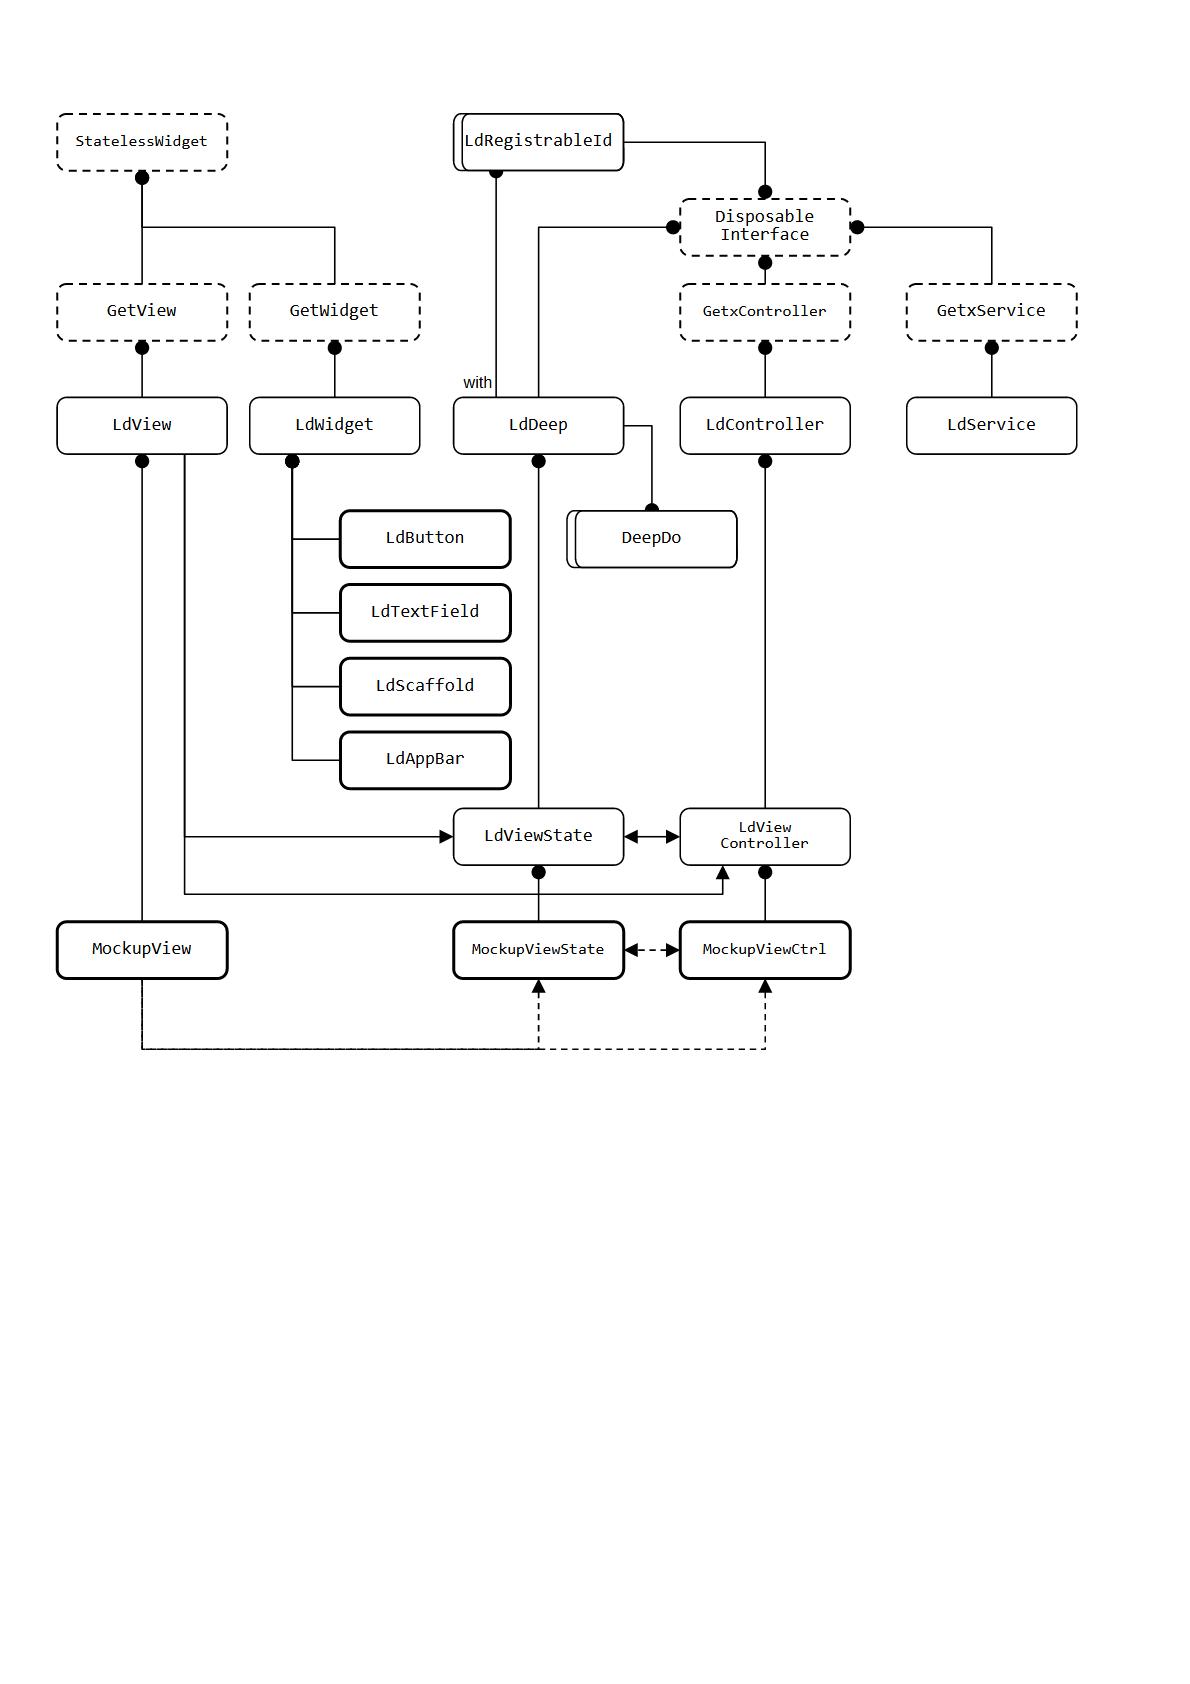 StatelessWidget
LdRegistrableId
Disposable
Interface
GetView
GetWidget
GetxController
GetxService
with
LdView
LdWidget
LdDeep
LdController
LdService
LdButton
DeepDo
LdTextField
LdScaffold
LdAppBar
LdViewState
LdView
Controller
MockupView
MockupViewState
MockupViewCtrl